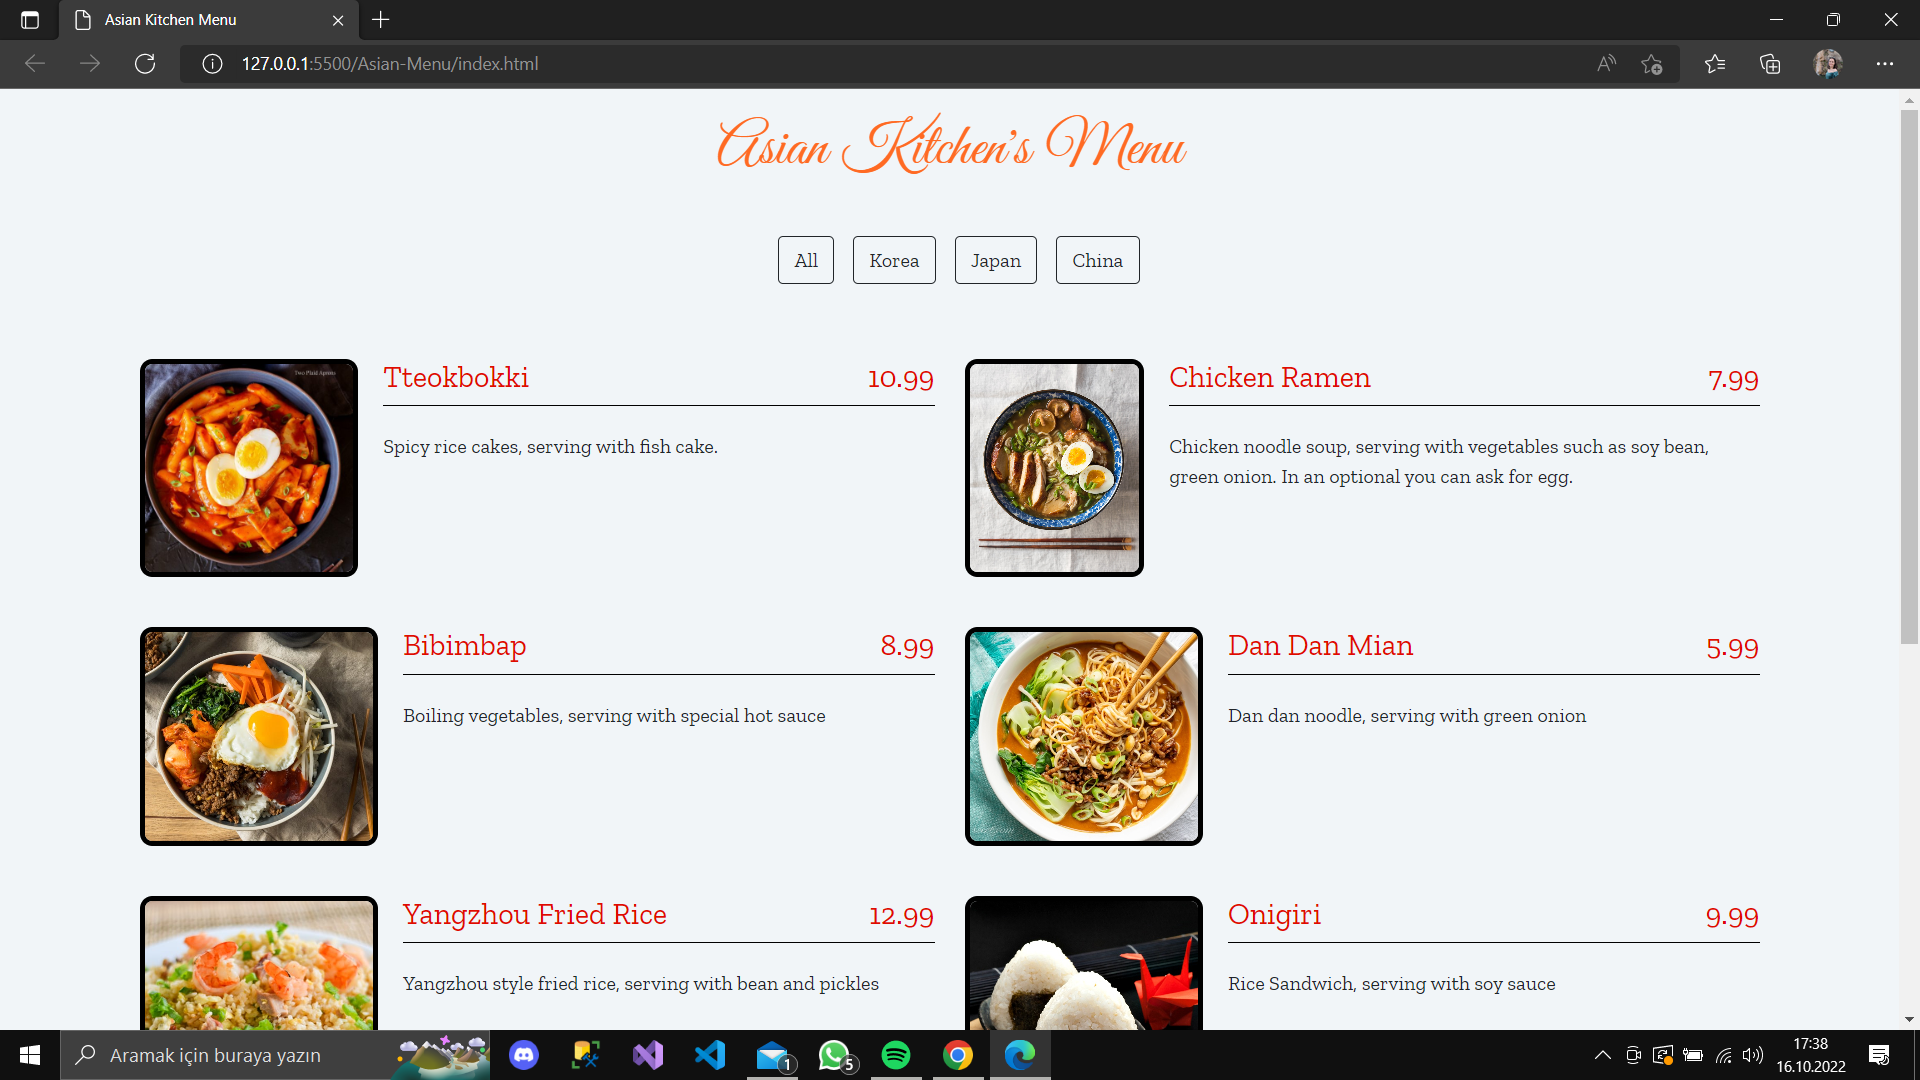 Asian Kitchen Menu
127.0.0.1:5500/Asian-Menu/index.html
Asian Kitchen's Menu
All Korea Japan China
Tteokbokki 10.99
Spicy rice cakes, serving with fish cake.
Chicken Ramen 7.99
Chicken noodle soup, serving with vegetables such as soy bean,
green onion. In an optional you can ask for egg.
Bibimbap 8.99
Boiling vegetables, serving with special hot sauce
Dan Dan Mian 5.99
Dan dan noodle, serving with green onion
Yangzhou Fried Rice 12.99
Yangzhou style fried rice, serving with bean and pickles
Onigiri 9.99
Rice Sandwich, serving with soy sauce
Aramak için buraya yazın
1
5
17:38
16.10.2022